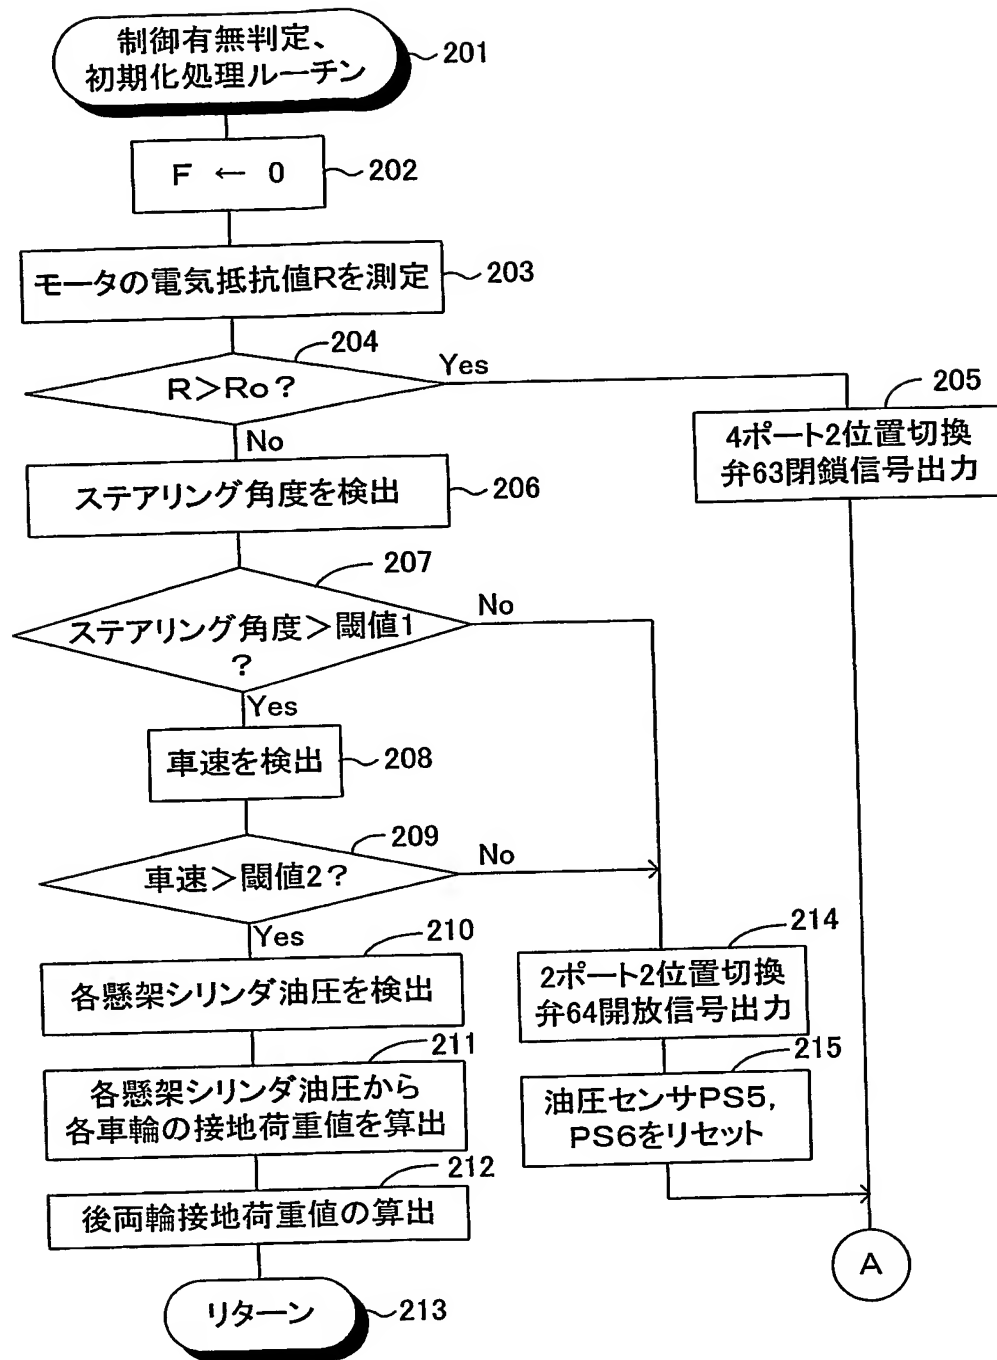 制御有無判定、
初期化処理ルーチン
201
F ← 0
202
モータの電気抵抗値Rを測定
203
204
R>Ro?
Yes
No
205
4ポート2位置切換
弁63閉鎖信号出力
ステアリング角度を検出
206
207
ステアリング角度>閾値1
?
No
Yes
車速を検出
208
209
車速>閾値2?
No
Yes
210
各懸架シリンダ油圧を検出
214
2ポート2位置切換
弁64開放信号出力
211
各懸架シリンダ油圧から
各車輪の接地荷重値を算出
215
油圧センサPS5,
PS6をリセット
212
後両輪接地荷重値の算出
A
リターン
213